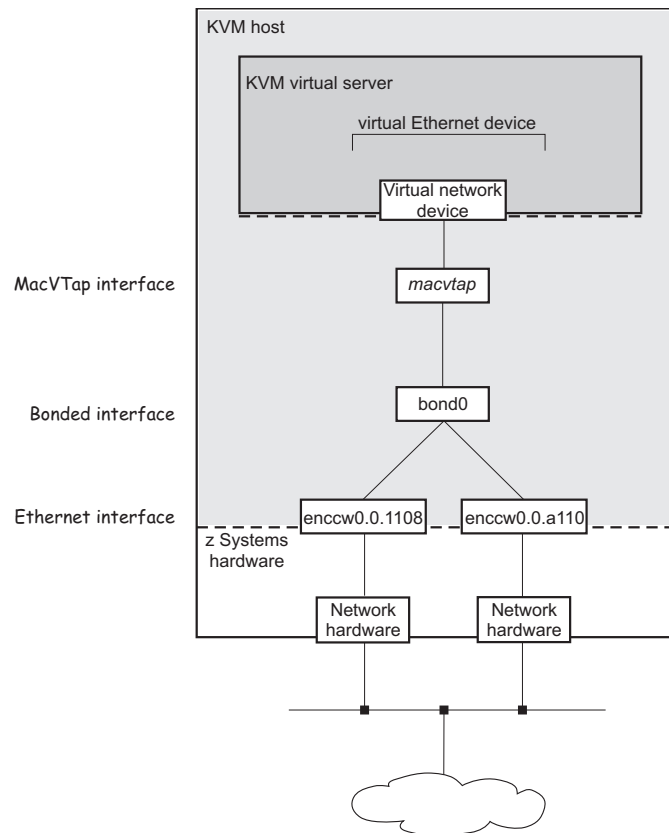 KVM host
KVM virtual server
virtual Ethernet device
Virtual network
device
MacVTap interface
macvtap
Bonded interface
bond0
Ethernet interface
enccw0.0.1108
enccw0.0.a110
z Systems
hardware
Network
hardware
Network
hardware